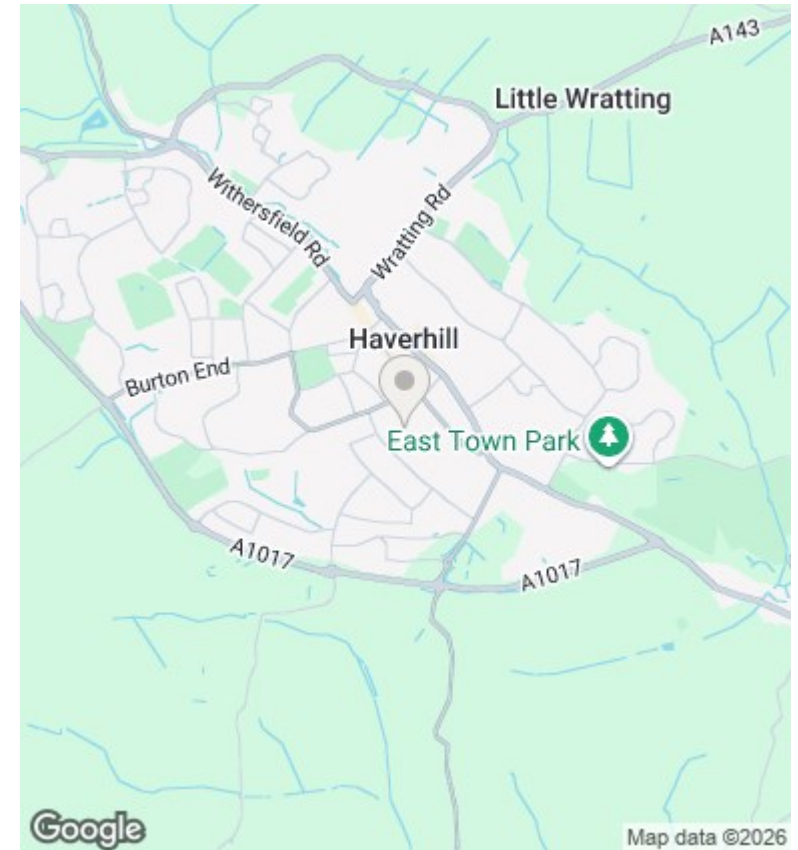 A143
Little Wratting
Withersfield Rd
Wratting Rd
Haverhill
Burton End
East Town Park
A1017
A1017
Google
Map data ©2026